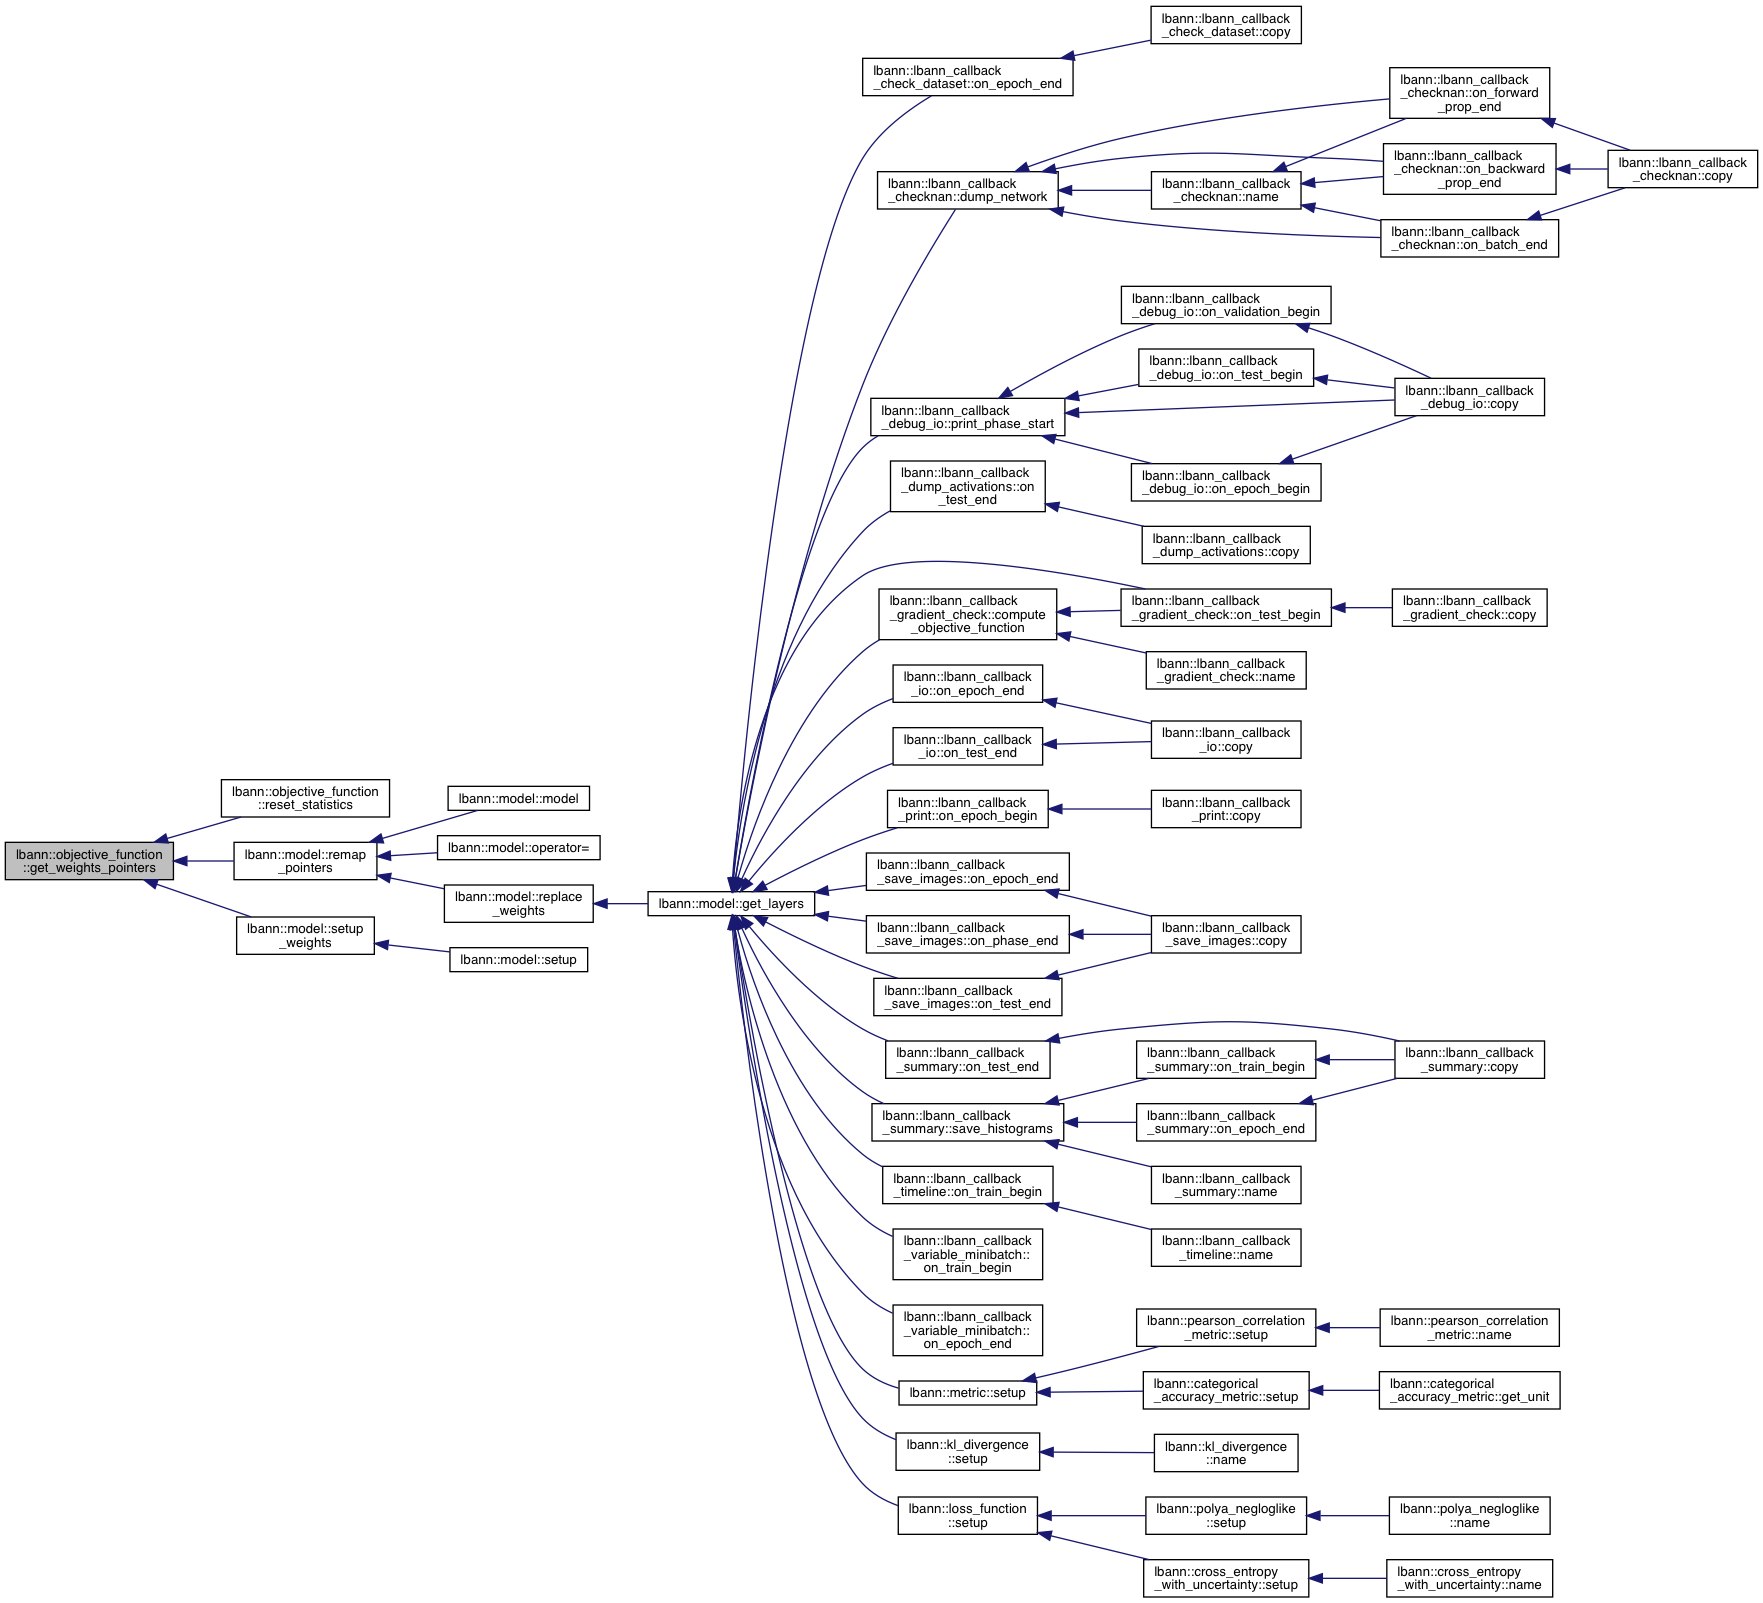 lbann::objective_function
::get_weights_pointers
lbann::objective_function
::reset_statistics
lbann::model::remap
_pointers
lbann::model::setup
_weights
lbann::model::model
lbann::model::operator=
lbann::model::replace
_weights
lbann::model::setup
lbann::model::get_layers
lbann::lbann_callback
_check_dataset::on_epoch_end
lbann::lbann_callback
_check_dataset::copy
lbann::lbann_callback
_checknan::dump_network
lbann::lbann_callback
_checknan::name
lbann::lbann_callback
_checknan::on_forward
_prop_end
lbann::lbann_callback
_checknan::on_backward
_prop_end
lbann::lbann_callback
_checknan::on_batch_end
lbann::lbann_callback
_checknan::copy
lbann::lbann_callback
_debug_io::print_phase_start
lbann::lbann_callback
_debug_io::on_validation_begin
lbann::lbann_callback
_debug_io::on_test_begin
lbann::lbann_callback
_debug_io::copy
lbann::lbann_callback
_debug_io::on_epoch_begin
lbann::lbann_callback
_dump_activations::on
_test_end
lbann::lbann_callback
_dump_activations::copy
lbann::lbann_callback
_gradient_check::compute
_objective_function
lbann::lbann_callback
_gradient_check::on_test_begin
lbann::lbann_callback
_gradient_check::copy
lbann::lbann_callback
_gradient_check::name
lbann::lbann_callback
_io::on_epoch_end
lbann::lbann_callback
_io::on_test_end
lbann::lbann_callback
_io::copy
lbann::lbann_callback
_print::on_epoch_begin
lbann::lbann_callback
_print::copy
lbann::lbann_callback
_save_images::on_epoch_end
lbann::lbann_callback
_save_images::on_phase_end
lbann::lbann_callback
_save_images::copy
lbann::lbann_callback
_save_images::on_test_end
lbann::lbann_callback
_summary::on_test_end
lbann::lbann_callback
_summary::on_train_begin
lbann::lbann_callback
_summary::copy
lbann::lbann_callback
_summary::save_histograms
lbann::lbann_callback
_summary::on_epoch_end
lbann::lbann_callback
_summary::name
lbann::lbann_callback
_timeline::on_train_begin
lbann::lbann_callback
_timeline::name
lbann::lbann_callback
_variable_minibatch::
on_train_begin
lbann::lbann_callback
_variable_minibatch::
on_epoch_end
lbann::metric::setup
lbann::pearson_correlation
_metric::setup
lbann::pearson_correlation
_metric::name
lbann::categorical
_accuracy_metric::setup
lbann::categorical
_accuracy_metric::get_unit
lbann::kl_divergence
::setup
lbann::kl_divergence
::name
lbann::loss_function
::setup
lbann::polya_negloglike
::setup
lbann::polya_negloglike
::name
lbann::cross_entropy
_with_uncertainty::setup
lbann::cross_entropy
_with_uncertainty::name